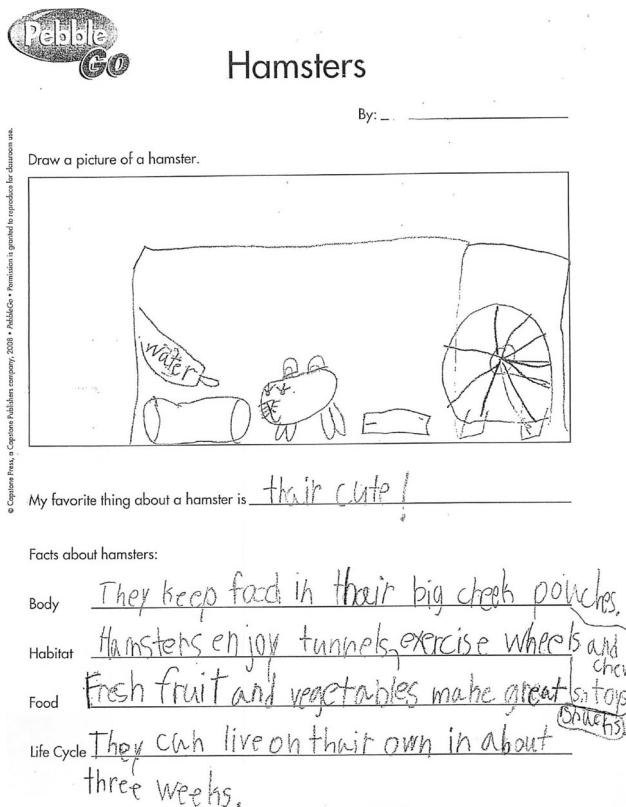 Pebble
Go
Hamsters
By:
Draw a picture of a hamster.
water
© Capstone Press, a Capstone Publishers company, 2008 • PebbleGo • Permission is granted to reproduce for classroom use.
My favorite thing about a hamster is thair cute!
Facts about hamsters:
Body They keep food in thair big cheek pouches.
Habitat Hamsters enjoy tunnels, exercise wheels and
chew
toys
Food Fresh fruit and vegetables make great
snacks
Life Cycle They can live on thair own in about
three weeks.